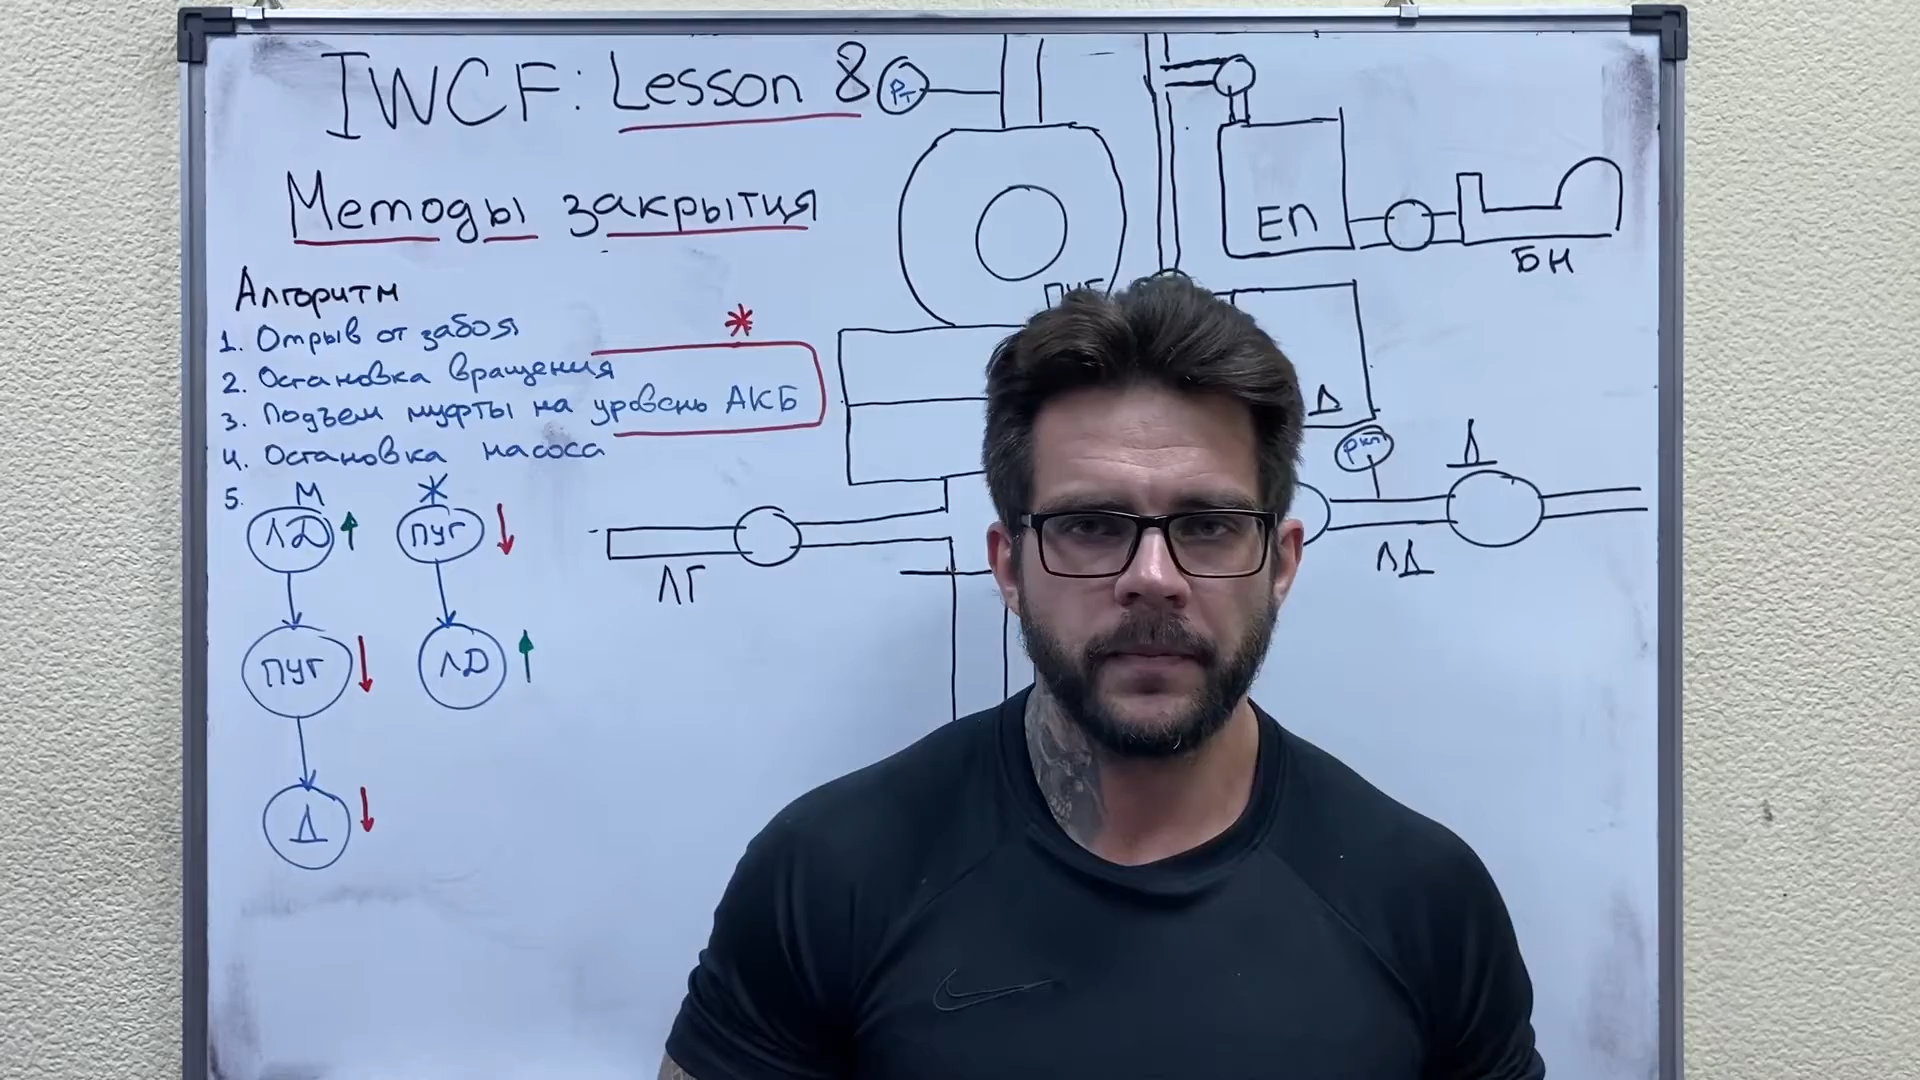 IWCF: Lesson 8
Рт
Методы закрытия
Алгоритм
1. Отрыв от забоя
2. Остановка вращения
3. Подъем муфты на уровень АКБ
*
4. Остановка насоса
5.
М
ЛД
ПУГ
Д
Ж
ПУГ
ЛД
ПУГ
ЕП
БН
Д
Ркп
Д
ЛД
ЛГ